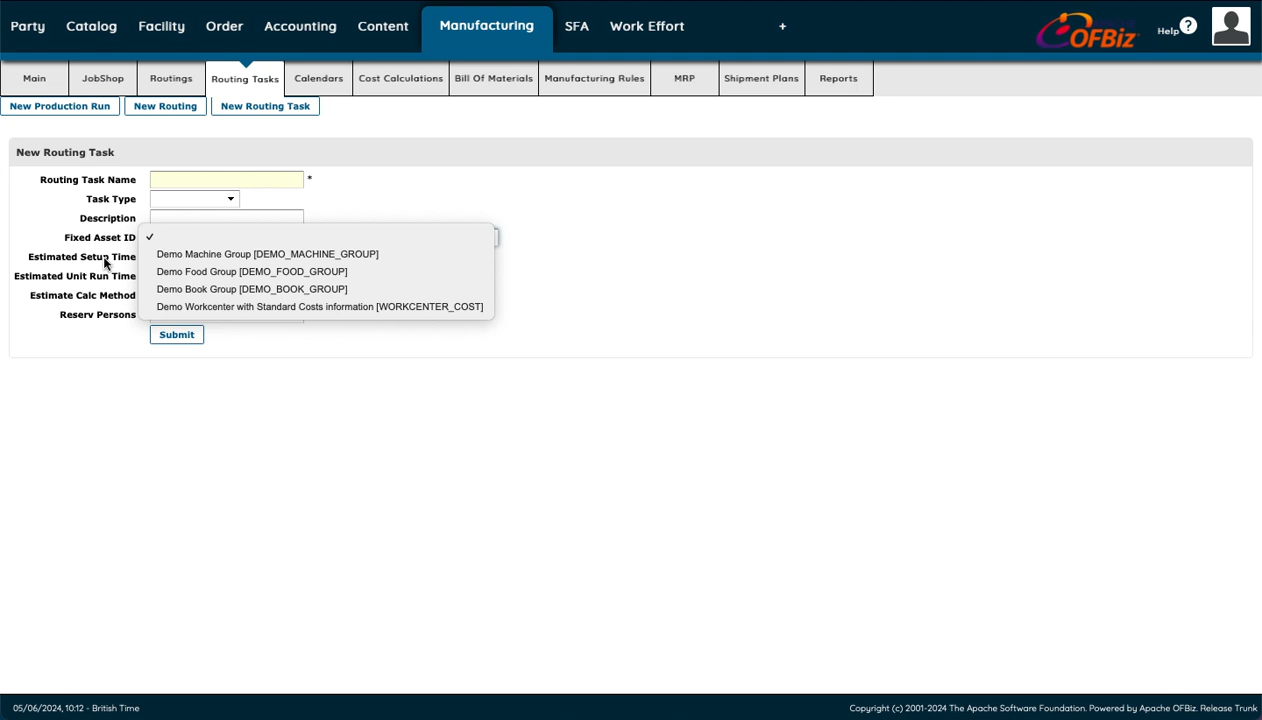 Party Catalog Facility Order Accounting Content Manufacturing SFA Work Effort + APACHE OFBiz Help ?
Main JobShop Routings Routing Tasks Calendars Cost Calculations Bill Of Materials Manufacturing Rules MRP Shipment Plans Reports
New Production Run New Routing New Routing Task
New Routing Task
Routing Task Name *
Task Type
Description
Fixed Asset ID ✓
Demo Machine Group [DEMO_MACHINE_GROUP]
Estimated Setup Time
Demo Food Group [DEMO_FOOD_GROUP]
Estimated Unit Run Time
Demo Book Group [DEMO_BOOK_GROUP]
Estimate Calc Method
Demo Workcenter with Standard Costs information [WORKCENTER_COST]
Reserv Persons
Submit
05/06/2024, 10:12 - British Time Copyright (c) 2001-2024 The Apache Software Foundation. Powered by Apache OFBiz. Release Trunk